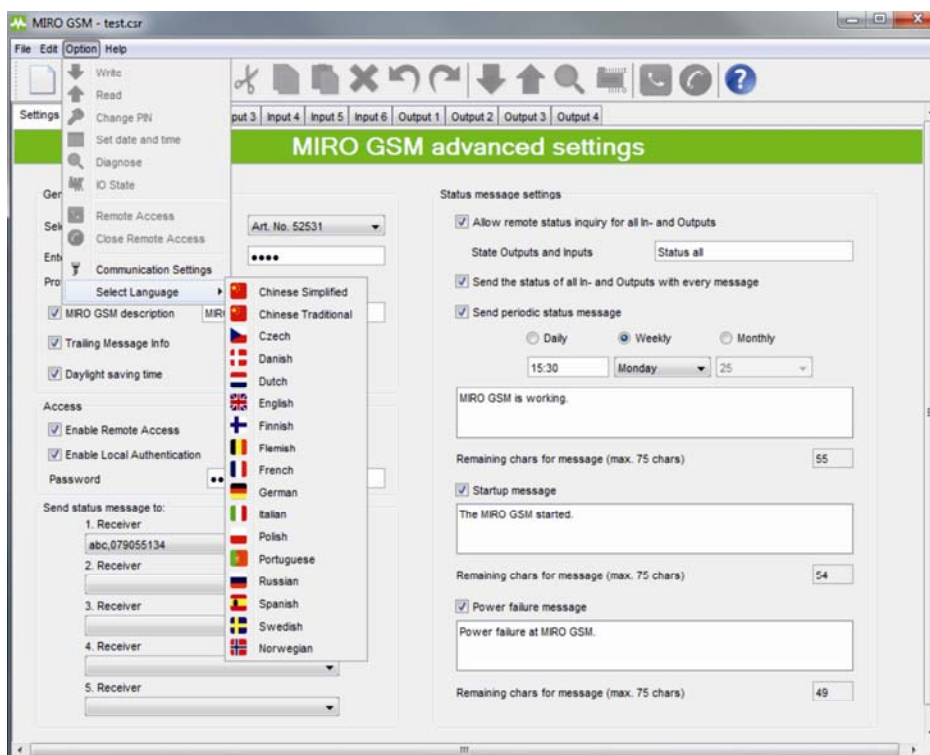 MIRO GSM - test.csr
File Edit Option Help
Write
Read
Change PIN
Set date and time
Diagnose
IO State
Remote Access
Close Remote Access
Communication Settings
Select Language
Chinese Simplified
Chinese Traditional
Czech
Danish
Dutch
English
Finnish
Flemish
French
German
Italian
Polish
Portuguese
Russian
Spanish
Swedish
Norwegian
Settings put 3 Input 4 Input 5 Input 6 Output 1 Output 2 Output 3 Output 4
MIRO GSM advanced settings
Art. No. 52531
MIRO GSM description
Trailing Message Info
Daylight saving time
Access
Enable Remote Access
Enable Local Authentication
Password
Send status message to:
1. Receiver
abc,079055134
2. Receiver
3. Receiver
4. Receiver
5. Receiver
Status message settings
Allow remote status inquiry for all In- and Outputs
State Outputs and Inputs Status all
Send the status of all In- and Outputs with every message
Send periodic status message
Daily Weekly Monthly
15:30 Monday 25
MIRO GSM is working.
Remaining chars for message (max. 75 chars) 55
Startup message
The MIRO GSM started.
Remaining chars for message (max. 75 chars) 54
Power failure message
Power failure at MIRO GSM.
Remaining chars for message (max. 75 chars) 49